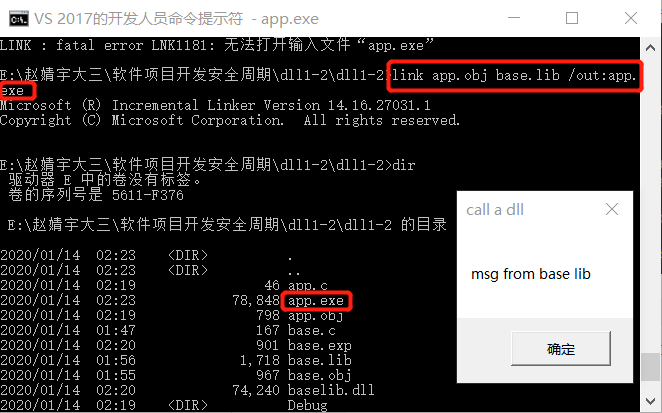 VS 2017的开发人员命令提示符 - app.exe
LINK : fatal error LNK1181: 无法打开输入文件“app.exe”
E:\赵婧宇大三\软件项目开发安全周期\dll1-2\dll1-2>link app.obj base.lib /out:app.
exe
Microsoft (R) Incremental Linker Version 14.16.27031.1
Copyright (C) Microsoft Corporation.  All rights reserved.
E:\赵婧宇大三\软件项目开发安全周期\dll1-2\dll1-2>dir
驱动器 E 中的卷没有标签。
卷的序列号是 5611-F376
E:\赵婧宇大三\软件项目开发安全周期\dll1-2\dll1-2 的目录
2020/01/14  02:23    <DIR>          .
2020/01/14  02:23    <DIR>          ..
2020/01/14  02:19                46 app.c
2020/01/14  02:23            78,848 app.exe
2020/01/14  02:19               798 app.obj
2020/01/14  01:47               167 base.c
2020/01/14  02:20               901 base.exp
2020/01/14  01:56             1,718 base.lib
2020/01/14  01:55               967 base.obj
2020/01/14  02:20            74,240 baselib.dll
2020/01/14  02:19    <DIR>          Debug
call a dll
msg from base lib
确定